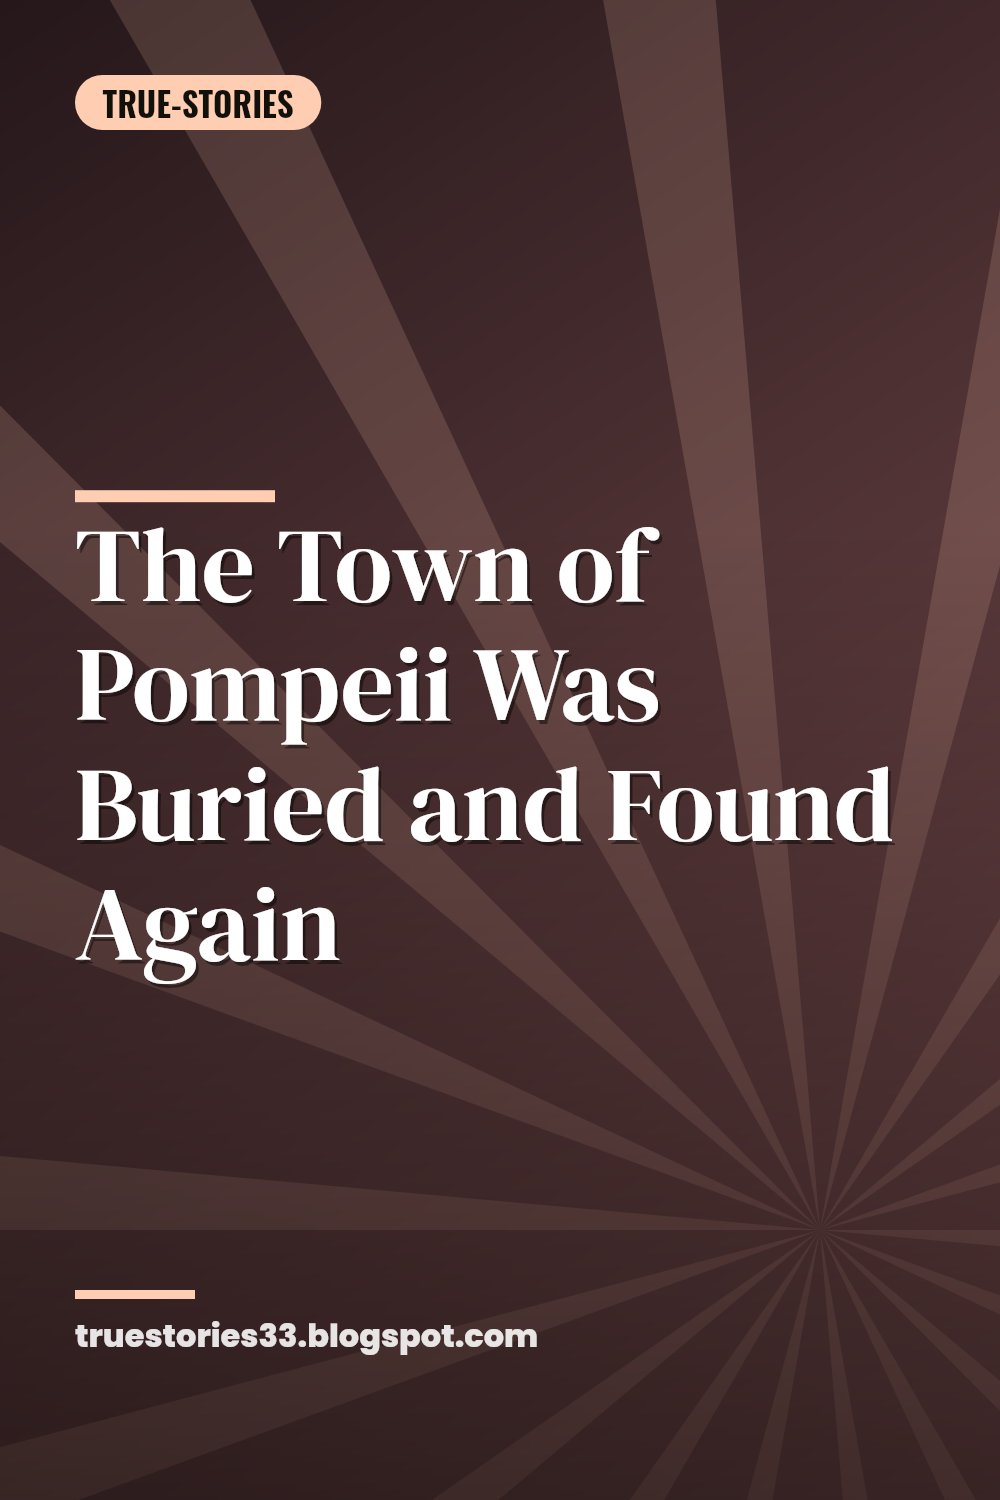 TRUE-STORIES
The Town of
Pompeii Was
Buried and Found
Again
truestories33.blogspot.com